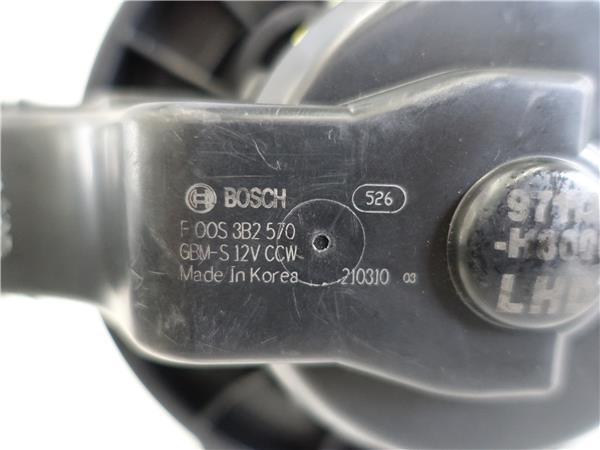 BOSCH
526
F 00S 3B2 570
GBM-S 12V CCW
Made In Korea 210310 03
LHD